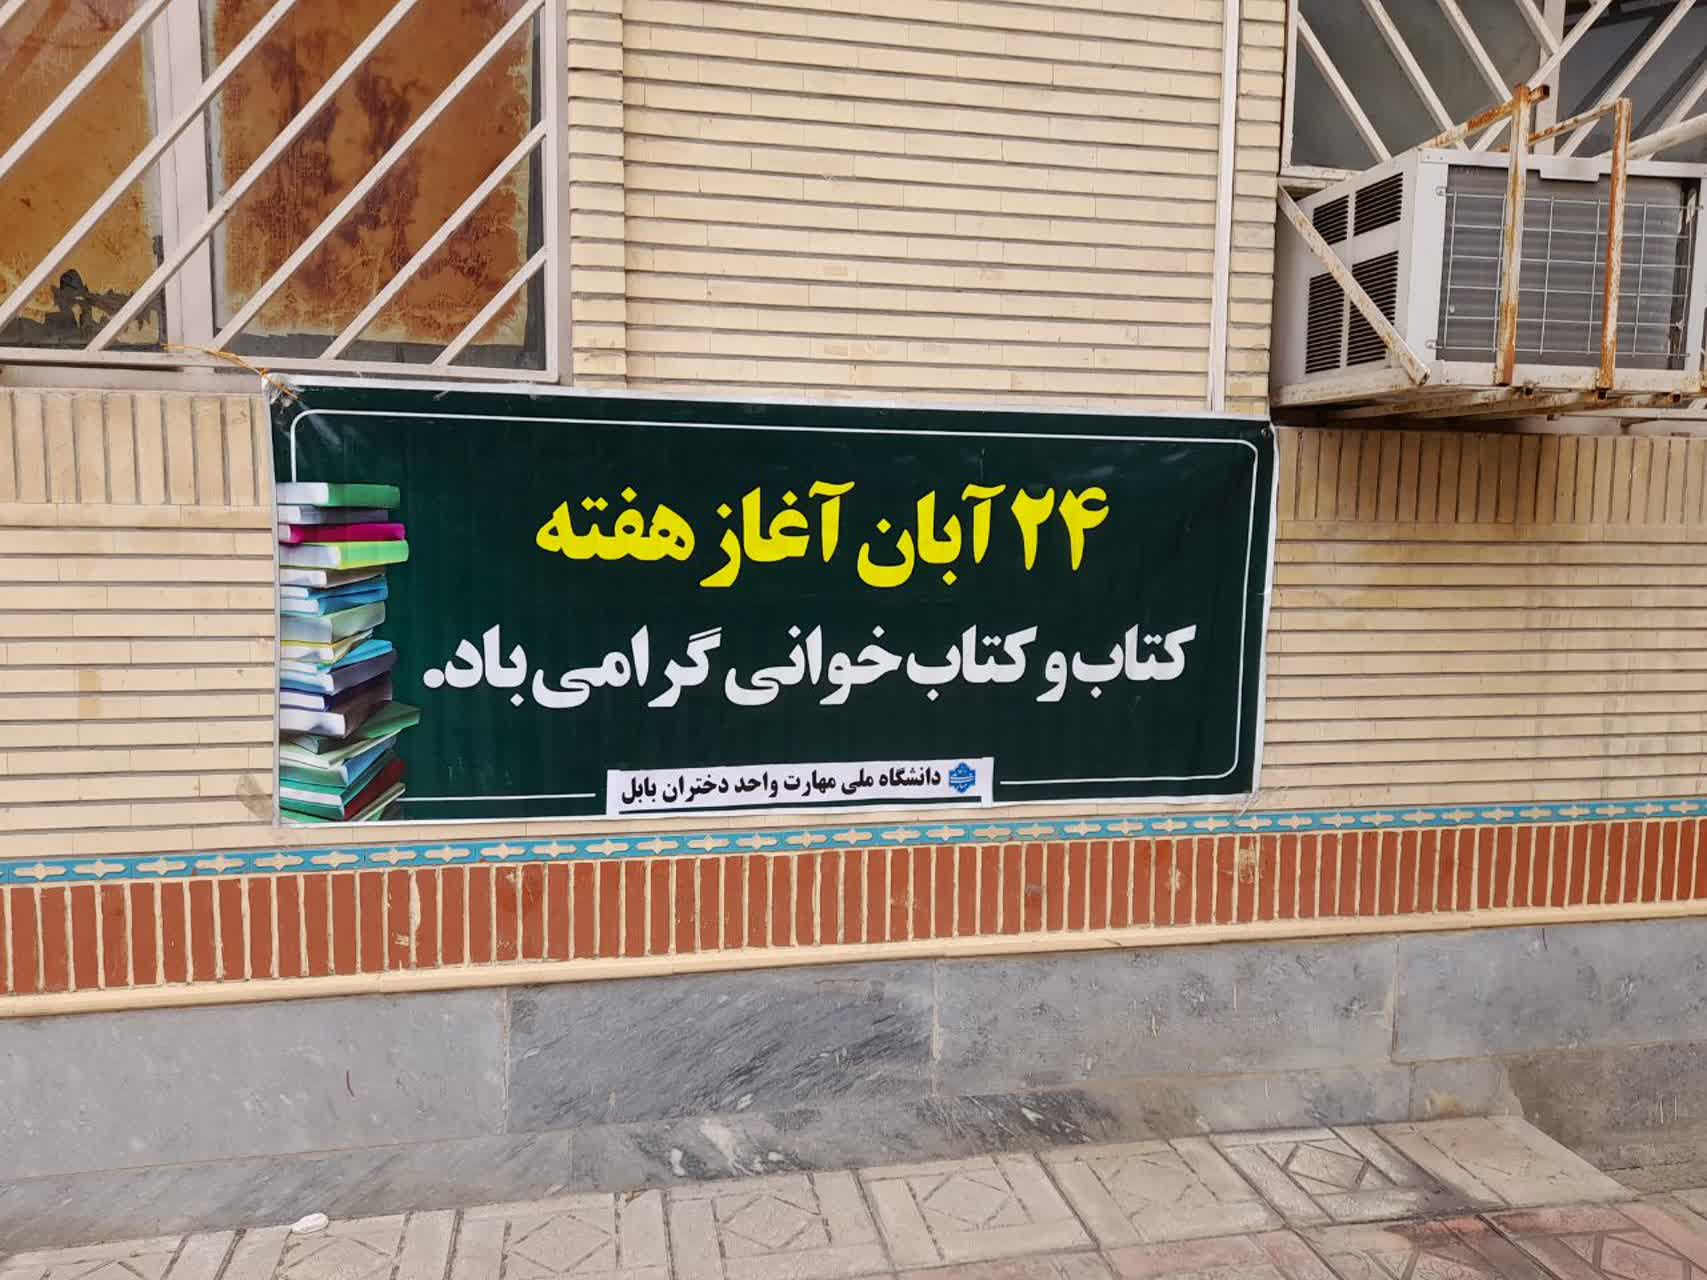 ۲۴ آبان آغاز هفته
کتاب و کتاب‌خوانی گرامی باد.
دانشگاه ملی مهارت واحد دختران بابل